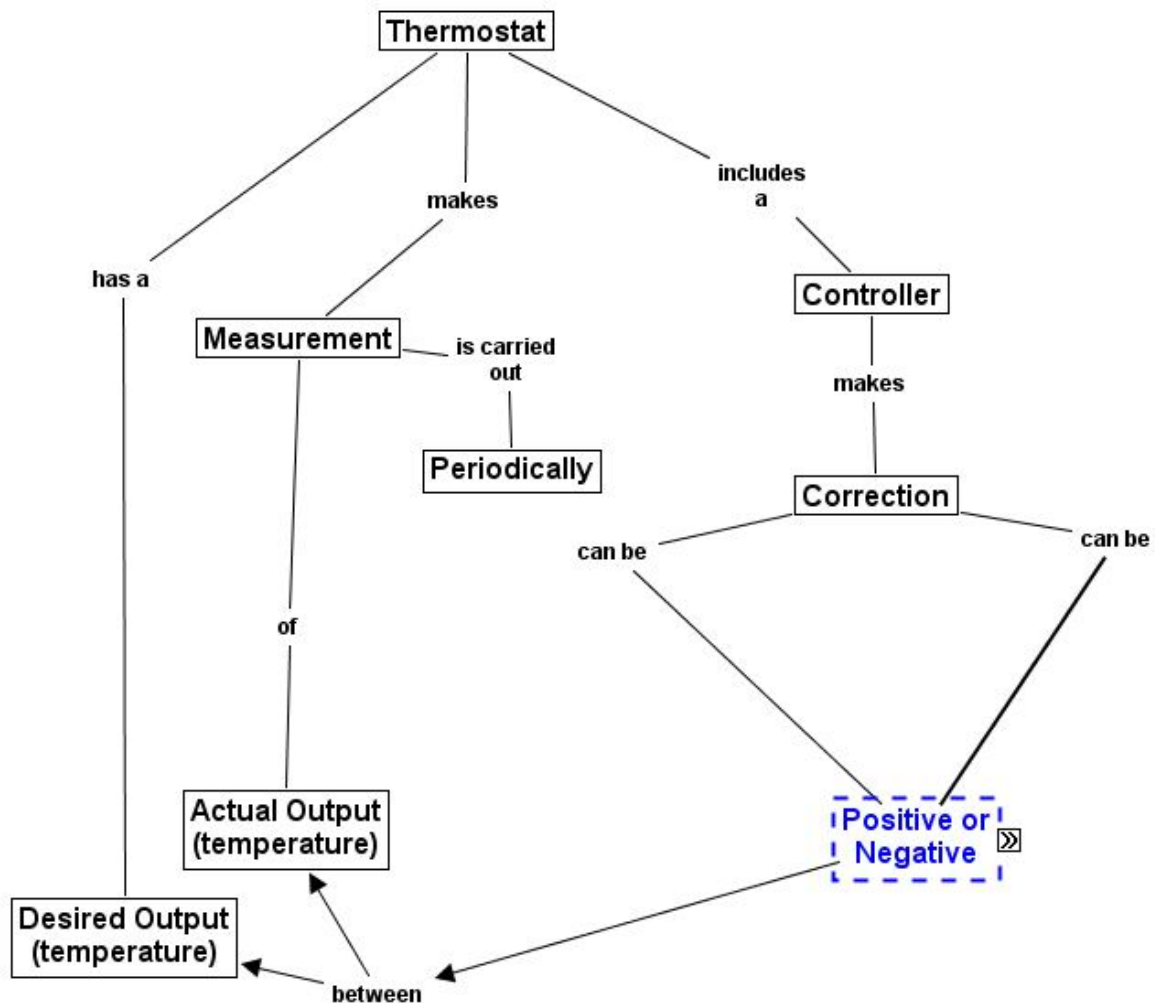 Thermostat
includes
a
makes
has a
Controller
Measurement
is carried
out
makes
Periodically
Correction
can be
can be
of
Actual Output
(temperature)
Positive or
Negative
Desired Output
(temperature)
between